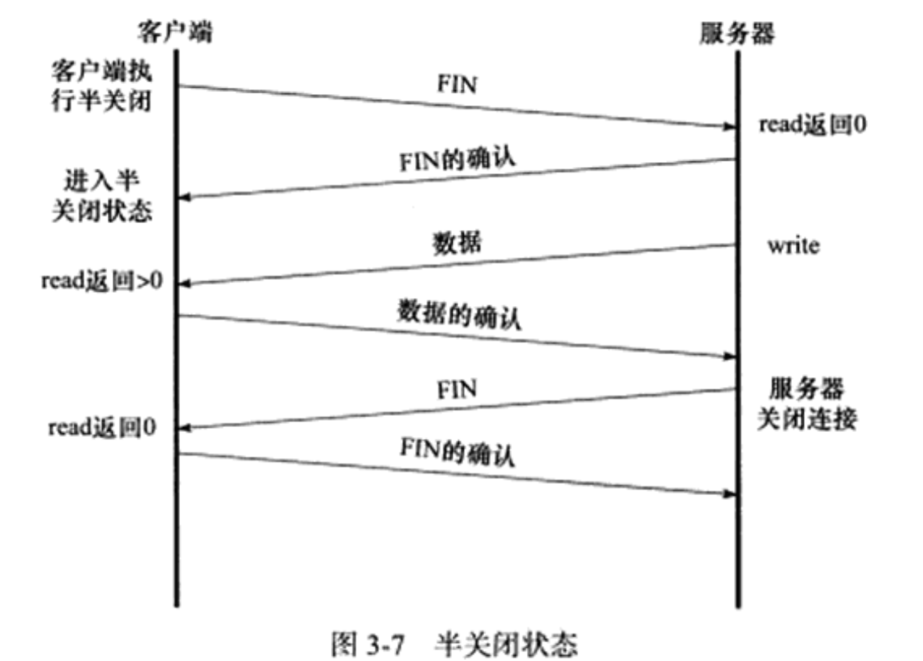 客户端
服务器
客户端执
行半关闭
FIN
read返回0
FIN的确认
进入半
关闭状态
数据
write
read返回>0
数据的确认
FIN
服务器
关闭连接
read返回0
FIN的确认
图 3-7 半关闭状态